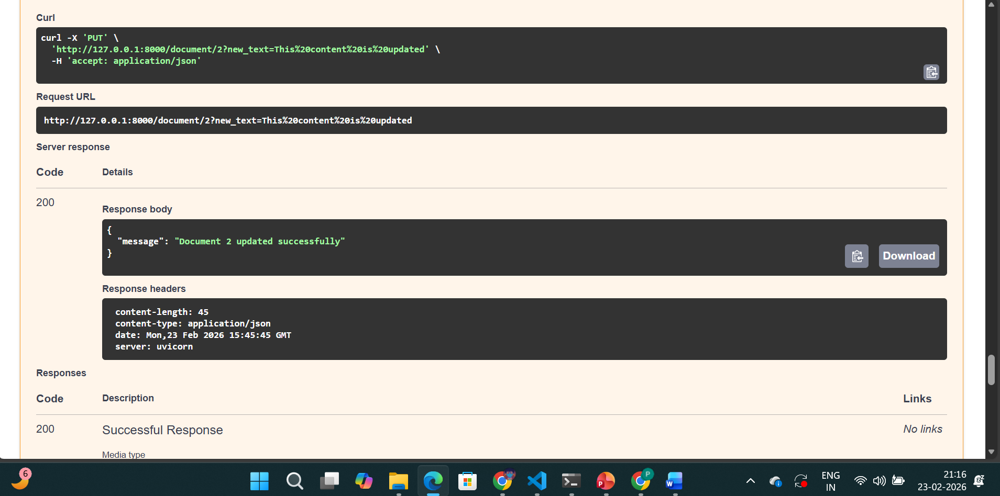 Curl
curl -X 'PUT' \
'http://127.0.0.1:8000/document/2?new_text=This%20content%20is%20updated' \
-H 'accept: application/json'
Request URL
http://127.0.0.1:8000/document/2?new_text=This%20content%20is%20updated
Server response
Code Details
200
Response body
{
"message": "Document 2 updated successfully"
}
Download
Response headers
content-length: 45
content-type: application/json
date: Mon,23 Feb 2026 15:45:45 GMT
server: uvicorn
Responses
Code Description Links
200 Successful Response No links
Media type
6
P
P
W
ENG
IN
21:16
23-02-2026